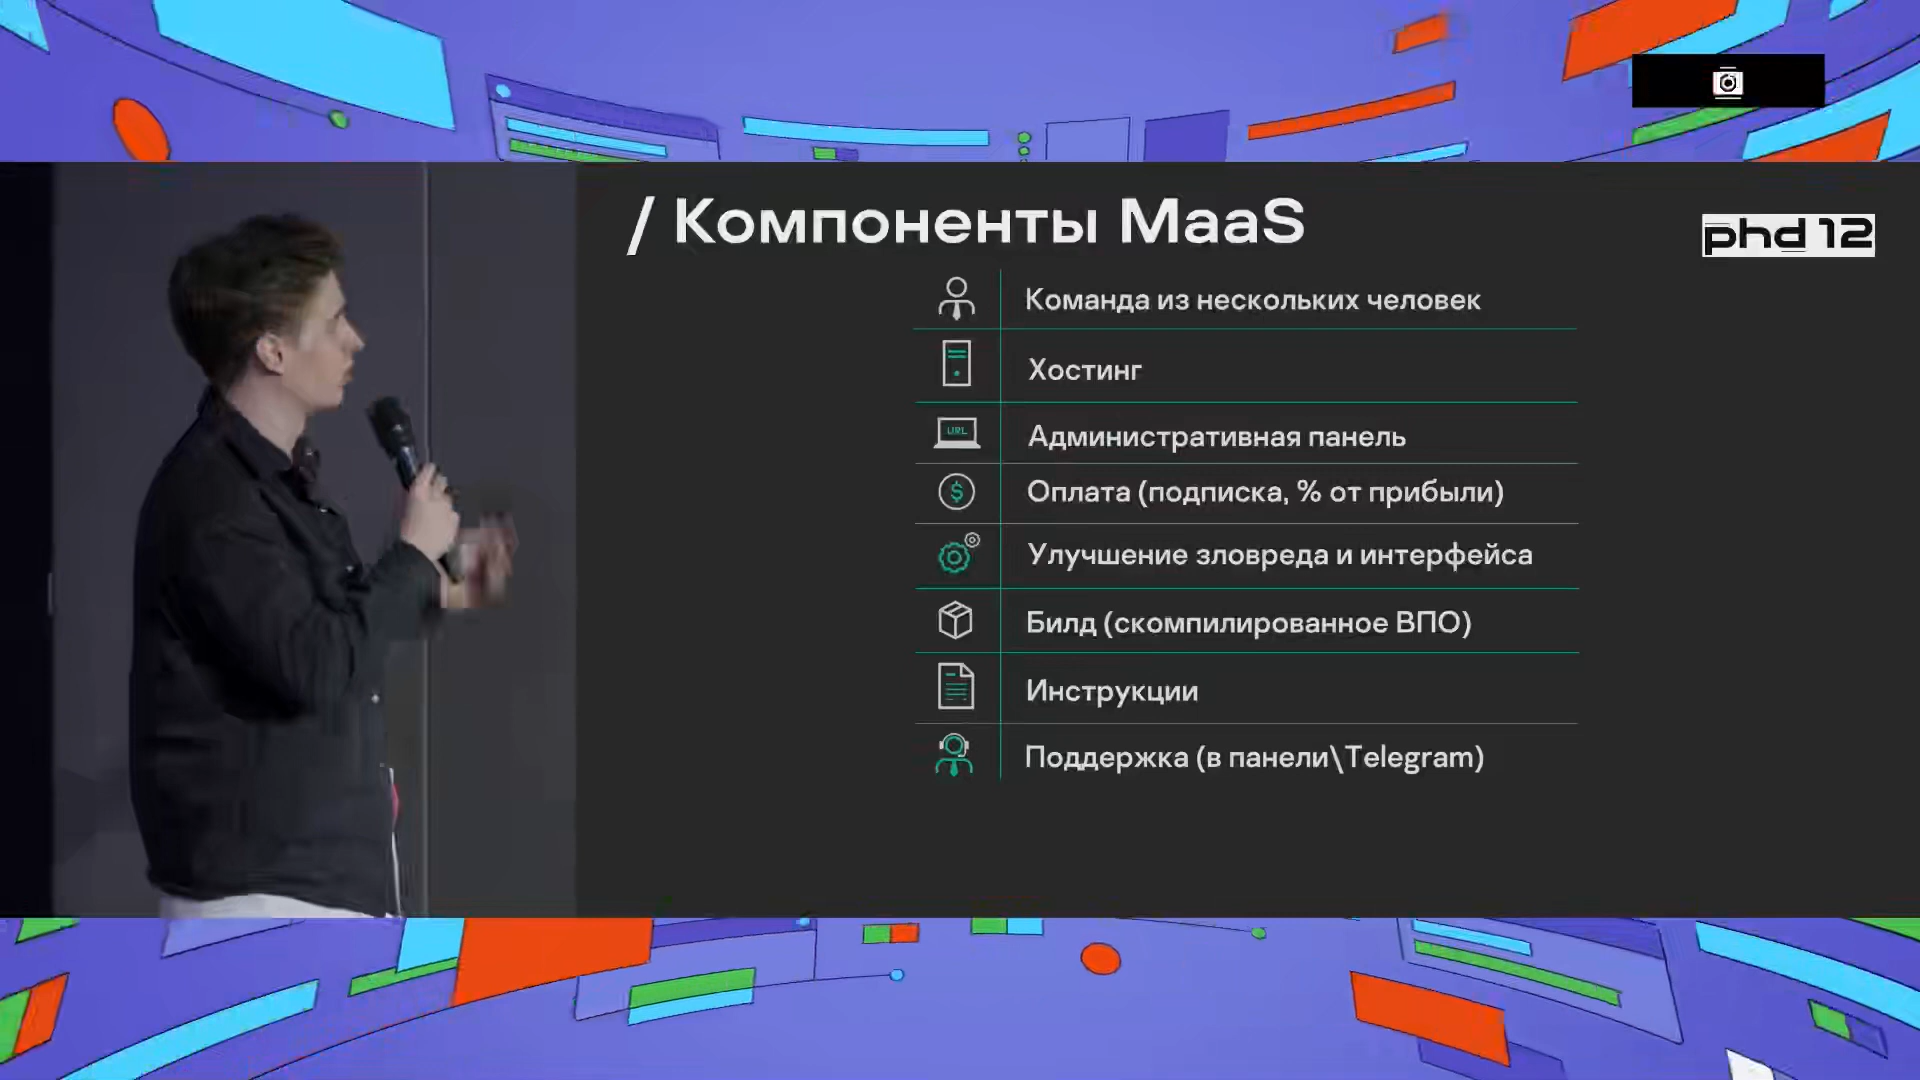 / Компоненты MaaS
phd 12
Команда из нескольких человек
Хостинг
URL
Административная панель
$
Оплата (подписка, % от прибыли)
Улучшение зловреда и интерфейса
Билд (скомпилированное ВПО)
Инструкции
Поддержка (в панели\Telegram)